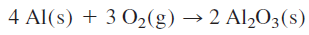 4 Al(s) + 3 O₂(g) → 2 Al₂O₃(s)